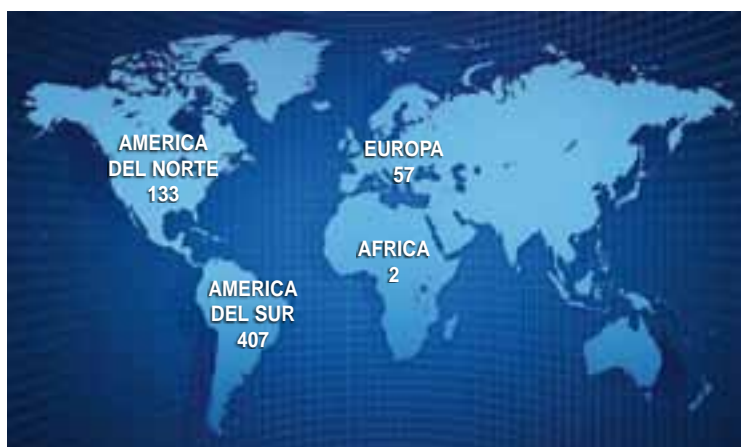 AMERICA
DEL NORTE
133
EUROPA
57
AFRICA
2
AMERICA
DEL SUR
407